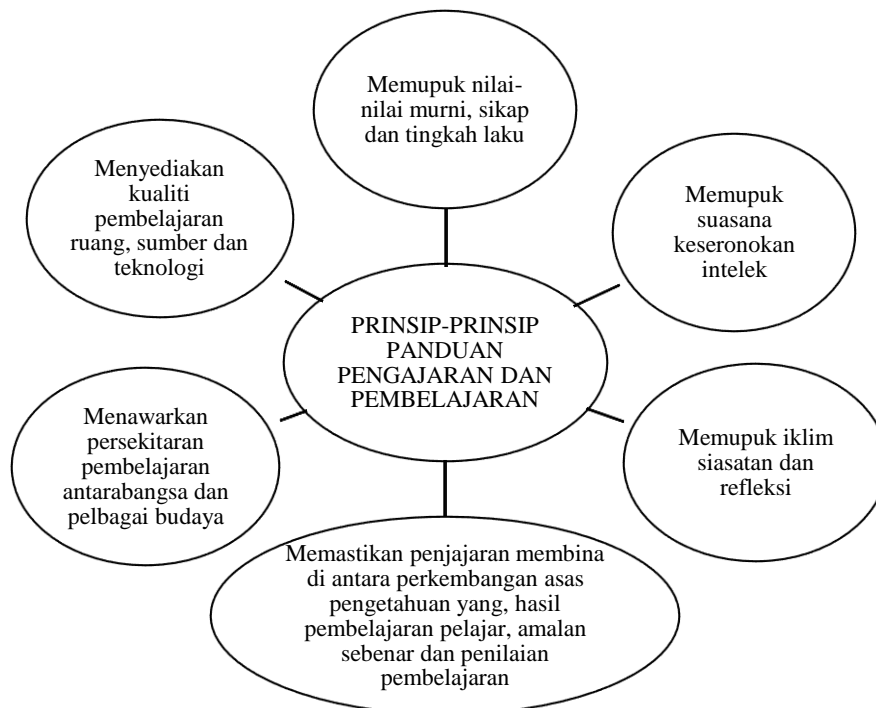 Memupuk nilai-
nilai murni, sikap
dan tingkah laku
Menyediakan
kualiti
pembelajaran
ruang, sumber dan
teknologi
Memupuk
suasana
keseronokan
intelek
PRINSIP-PRINSIP
PANDUAN
PENGAJARAN DAN
PEMBELAJARAN
Menawarkan
persekitaran
pembelajaran
antarabangsa dan
pelbagai budaya
Memupuk iklim
siasatan dan
refleksi
Memastikan penjajaran membina
di antara perkembangan asas
pengetahuan yang, hasil
pembelajaran pelajar, amalan
sebenar dan penilaian
pembelajaran